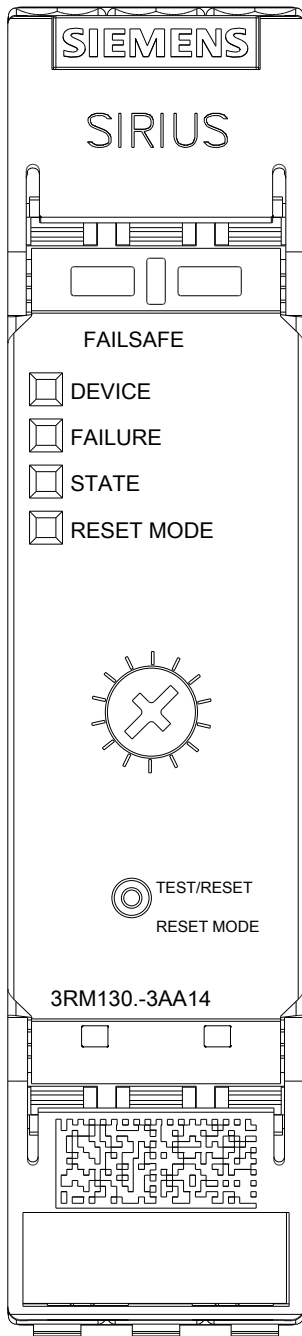 SIEMENS
SIRIUS
FAILSAFE
DEVICE
FAILURE
STATE
RESET MODE
TEST/RESET
RESET MODE
3RM130.-3AA14